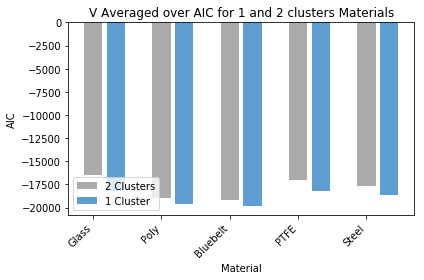 V Averaged over AIC for 1 and 2 clusters Materials
0
−2500
−5000
−7500
−10000
−12500
−15000
−17500
−20000
AIC
2 Clusters
1 Cluster
Glass
Poly
Bluebelt
PTFE
Steel
Material